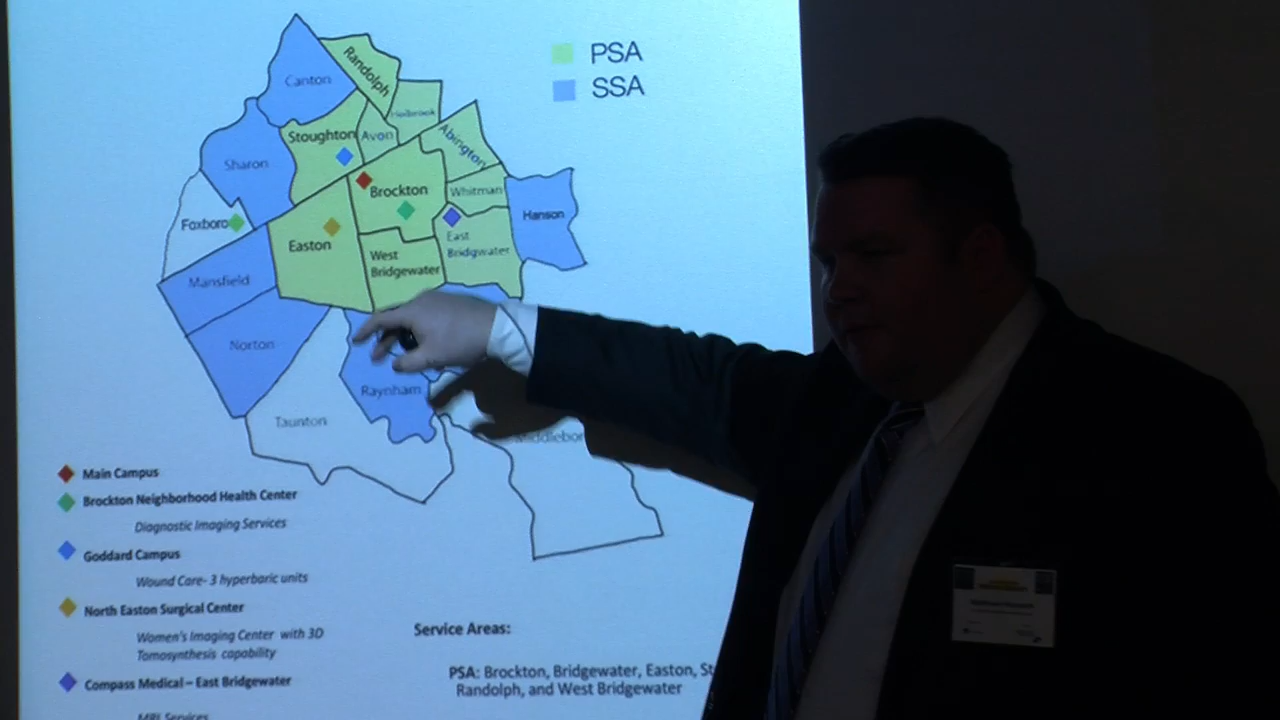 PSA
SSA
Canton
Randolph
Holbrook
Stoughton
Avon
Abington
Sharon
Brockton
Whitman
Hanson
Foxboro
Easton
East
Bridgwater
West
Bridgewater
Mansfield
Norton
Raynham
Taunton
Main Campus
Brockton Neighborhood Health Center
Diagnostic Imaging Services
Goddard Campus
Wound Care- 3 hyperbaric units
North Easton Surgical Center
Women's Imaging Center with 3D
Tomosynthesis capability
Compass Medical – East Bridgewater
MRI Services
Service Areas:
PSA: Brockton, Bridgewater, Easton, St
Randolph, and West Bridgewater